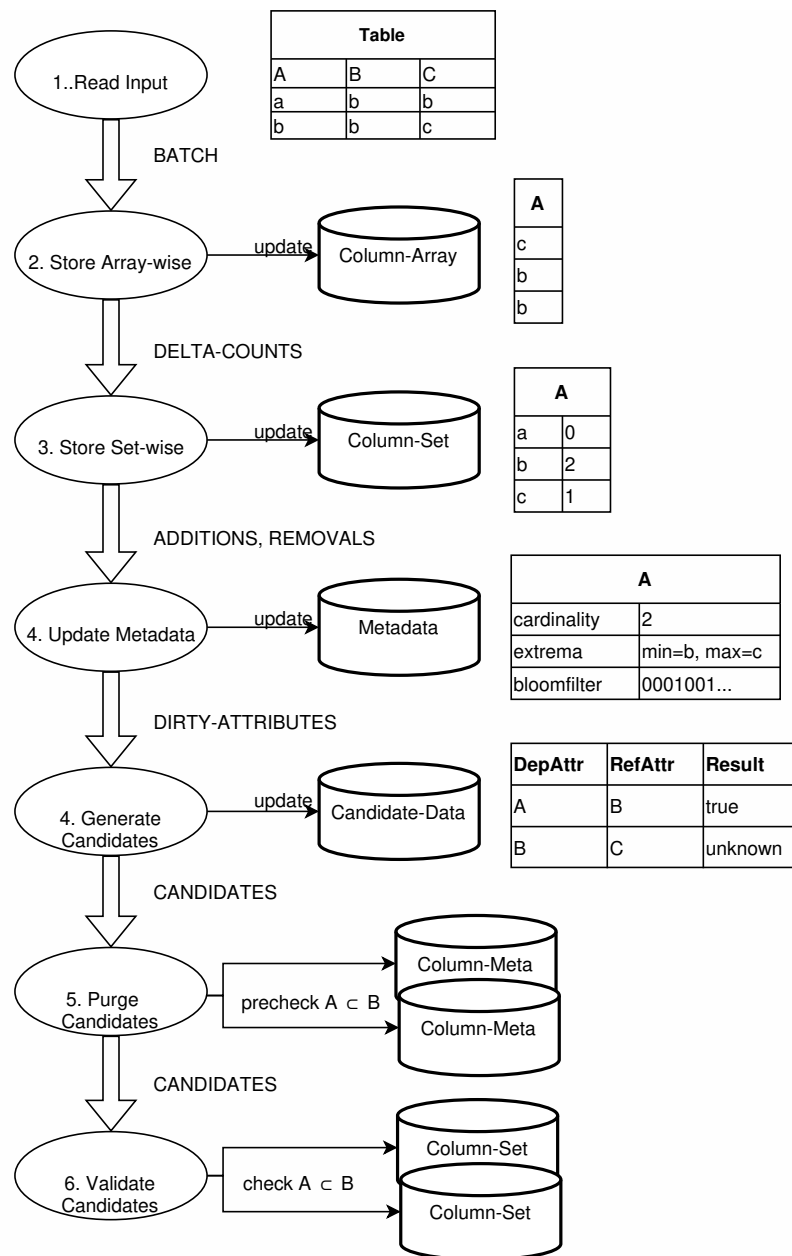 1..Read Input
Table
A B C
a b b
b b c
BATCH
2. Store Array-wise
update
Column-Array
A
c
b
b
DELTA-COUNTS
3. Store Set-wise
update
Column-Set
A
a 0
b 2
c 1
ADDITIONS, REMOVALS
4. Update Metadata
update
Metadata
A
cardinality 2
extrema min=b, max=c
bloomfilter 0001001...
DIRTY-ATTRIBUTES
4. Generate
Candidates
update
Candidate-Data
DepAttr RefAttr Result
A B true
B C unknown
CANDIDATES
5. Purge
Candidates
precheck A ⊂ B
Column-Meta
Column-Meta
CANDIDATES
6. Validate
Candidates
check A ⊂ B
Column-Set
Column-Set